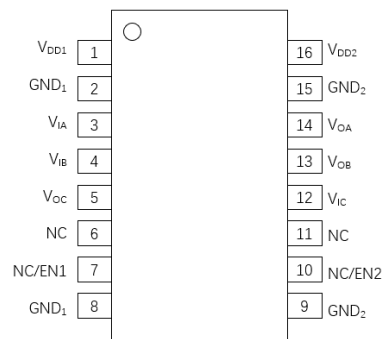 VDD1 1 16 VDD2
GND1 2 15 GND2
VIA 3 14 VOA
VIB 4 13 VOB
VOC 5 12 VIC
NC 6 11 NC
NC/EN1 7 10 NC/EN2
GND1 8 9 GND2